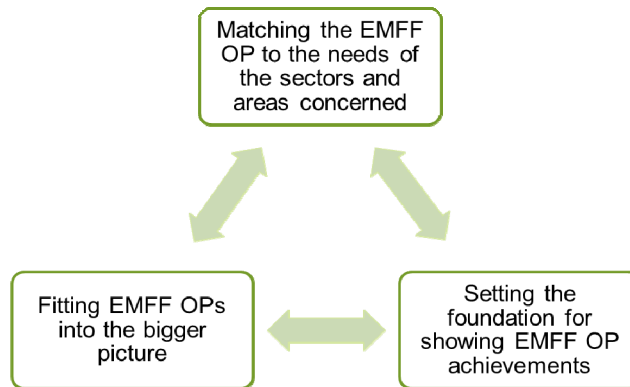 Matching the EMFF
OP to the needs of
the sectors and
areas concerned
Fitting EMFF OPs
into the bigger
picture
Setting the
foundation for
showing EMFF OP
achievements